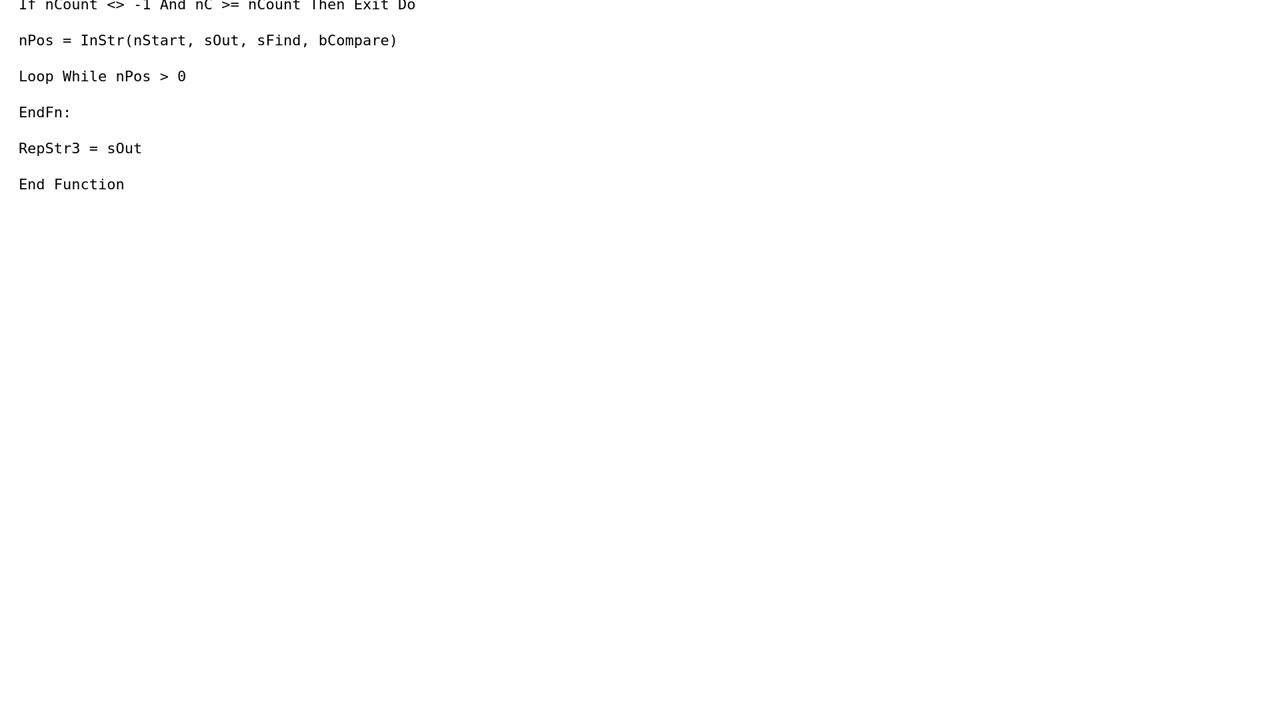 If nCount <> -1 And nC >= nCount Then Exit Do
nPos = InStr(nStart, sOut, sFind, bCompare)
Loop While nPos > 0
EndFn:
RepStr3 = sOut
End Function